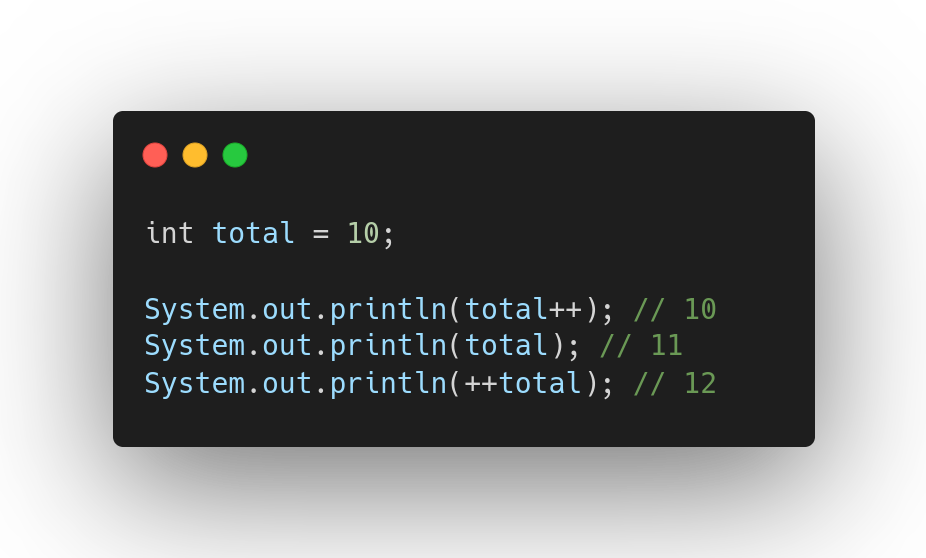 int total = 10;
System.out.println(total++); // 10
System.out.println(total); // 11
System.out.println(++total); // 12